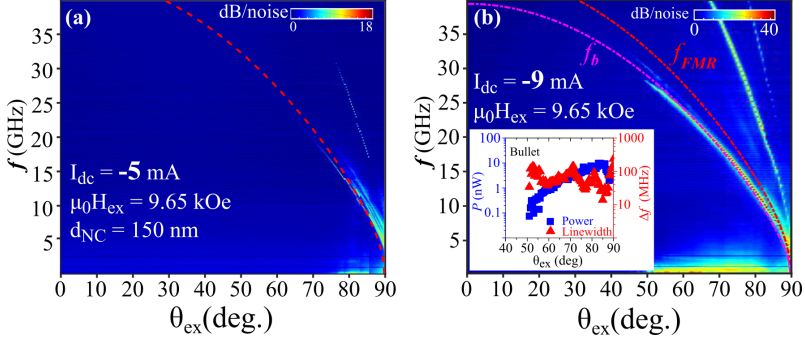 (a)
dB/noise
0 18
f (GHz)
35
30
25
20
15
10
5
I_dc = -5 mA
μ₀H_ex = 9.65 kOe
d_NC = 150 nm
0 10 20 30 40 50 60 70 80 90
θ_ex(deg.)
(b)
dB/noise
0 40
f_b
f_FMR
f (GHz)
35
30
25
20
15
10
5
I_dc = -9 mA
μ₀H_ex = 9.65 kOe
Bullet
P (nW)
100
10
1
0.1
Δf (MHz)
1000
100
10
Power
Linewidth
40 50 60 70 80 90
θ_ex (deg)
0 10 20 30 40 50 60 70 80 90
θ_ex(deg.)